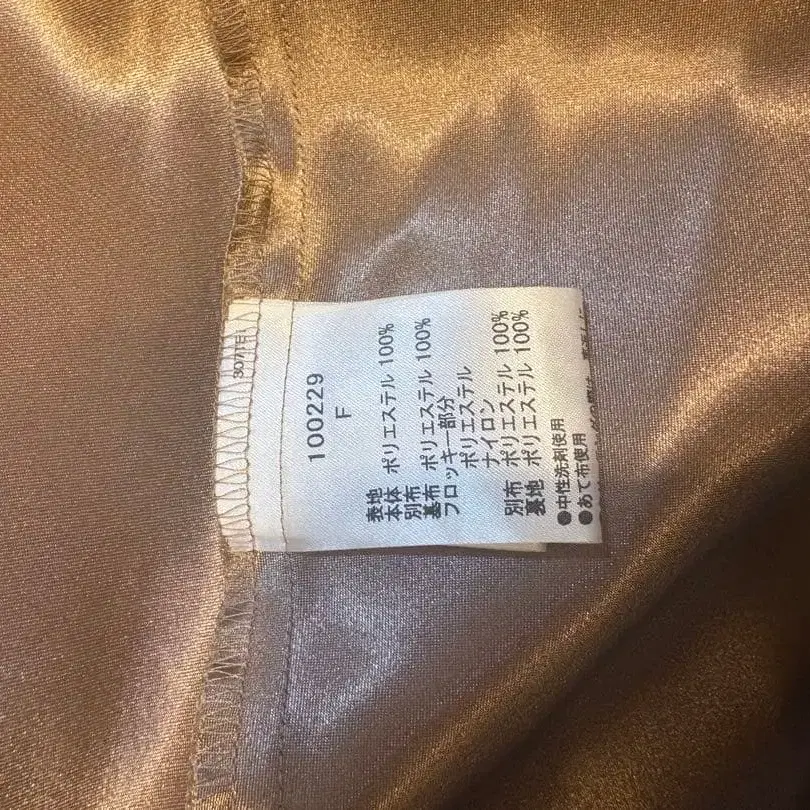 100229
F
表地
本体 ポリエステル 100%
別布
基布 ポリエステル 100%
フロッキー部分
ポリエステル
ナイロン
別布 ポリエステル 100%
裏地 ポリエステル 100%
●中性洗剤使用
●あて布使用